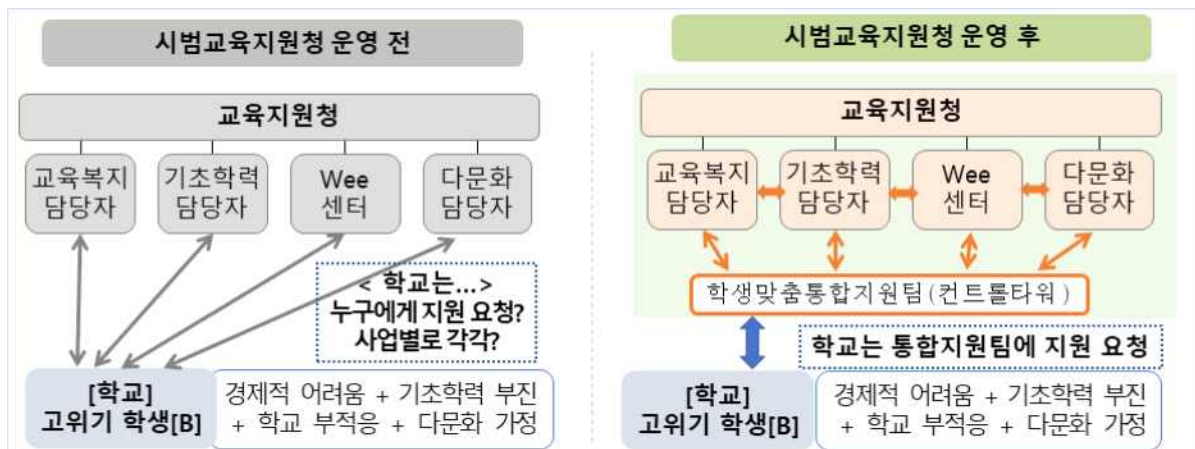 시범교육지원청 운영 전
교육지원청
교육복지
담당자
기초학력
담당자
Wee
센터
다문화
담당자
< 학교는...>
누구에게 지원 요청?
사업별로 각각?
[학교]
고위기 학생[B]
경제적 어려움 + 기초학력 부진
+ 학교 부적응 + 다문화 가정
시범교육지원청 운영 후
교육지원청
교육복지
담당자
기초학력
담당자
Wee
센터
다문화
담당자
학생맞춤통합지원팀(컨트롤타워)
학교는 통합지원팀에 지원 요청
[학교]
고위기 학생[B]
경제적 어려움 + 기초학력 부진
+ 학교 부적응 + 다문화 가정